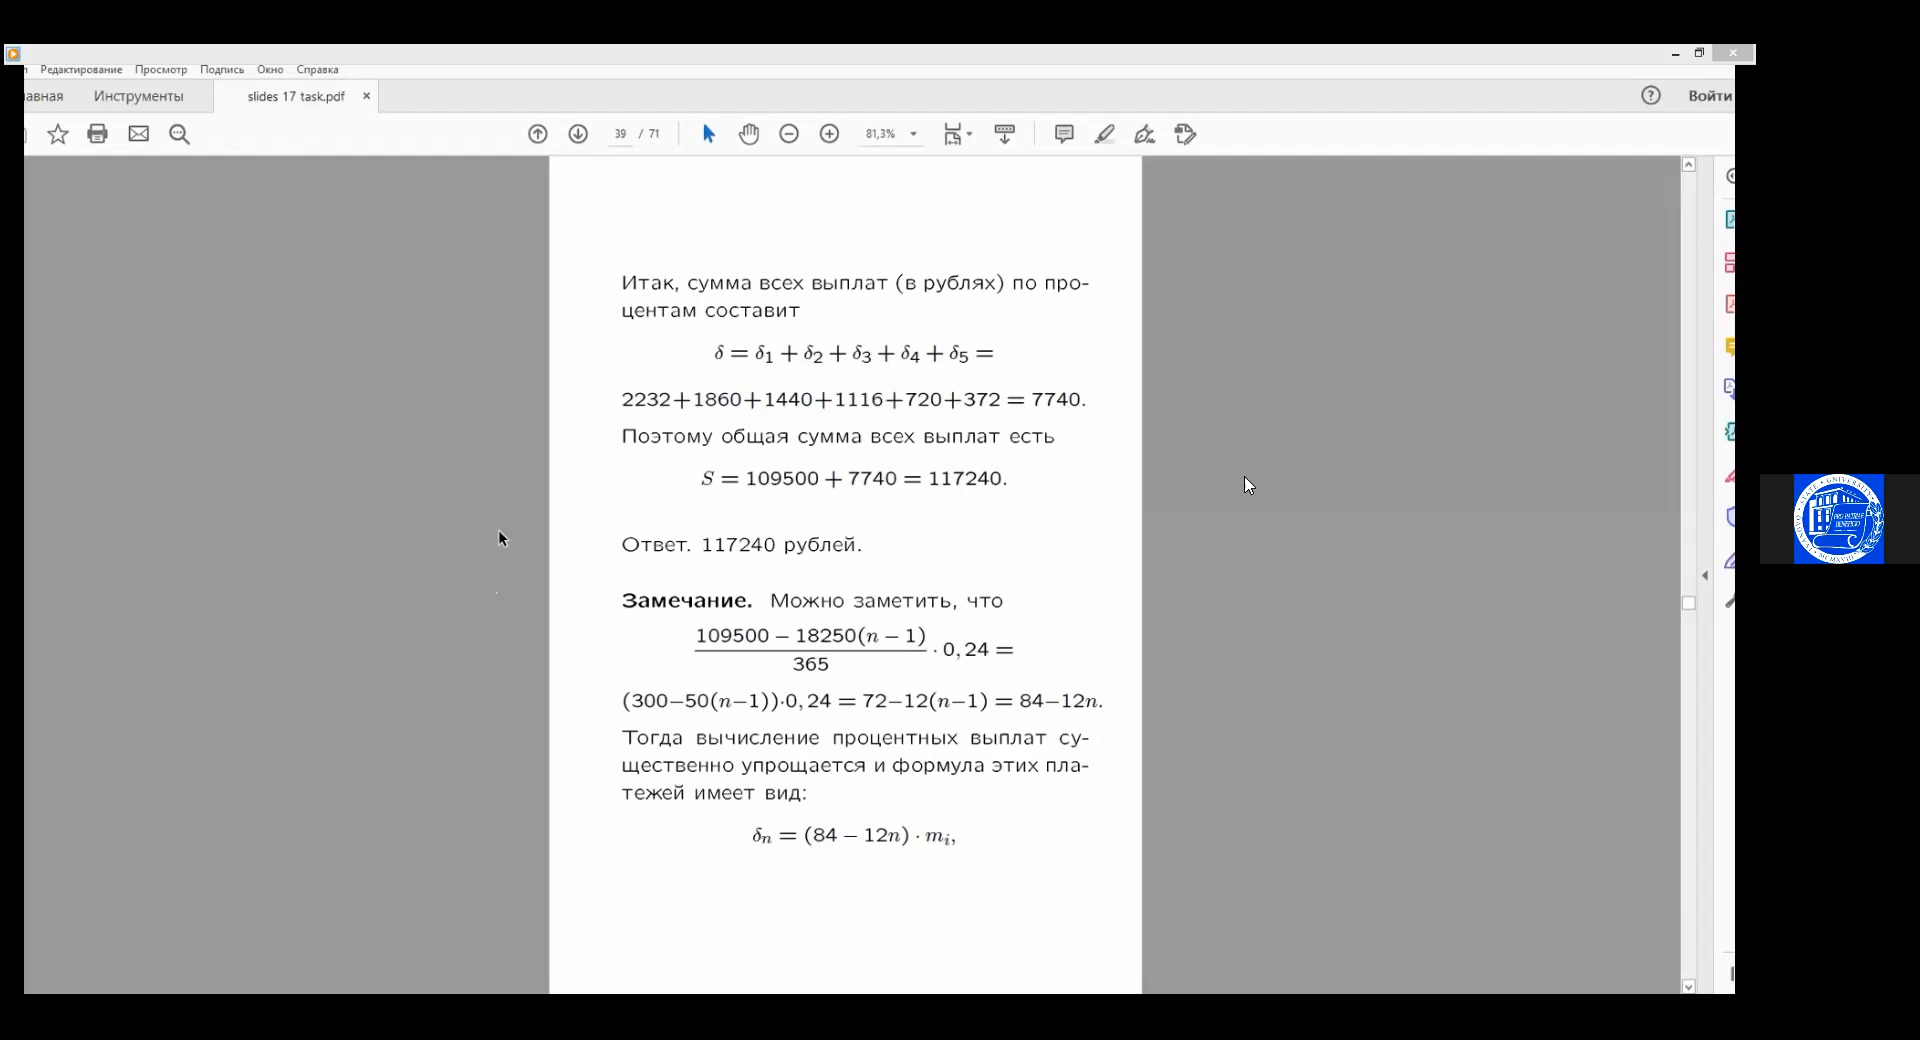 Редактирование Просмотр Подпись Окно Справка
авная Инструменты slides 17 task.pdf × Войти
39 / 71 81,3%
Итак, сумма всех выплат (в рублях) по про-
центам составит
δ = δ₁ + δ₂ + δ₃ + δ₄ + δ₅ =
2232+1860+1440+1116+720+372 = 7740.
Поэтому общая сумма всех выплат есть
S = 109500 + 7740 = 117240.
Ответ. 117240 рублей.
Замечание. Можно заметить, что
109500 − 18250(n − 1)
365
· 0, 24 =
(300−50(n−1))·0, 24 = 72−12(n−1) = 84−12n.
Тогда вычисление процентных выплат су-
щественно упрощается и формула этих пла-
тежей имеет вид:
δₙ = (84 − 12n) · mᵢ,
PRO PATRIAE
BENEFICIO